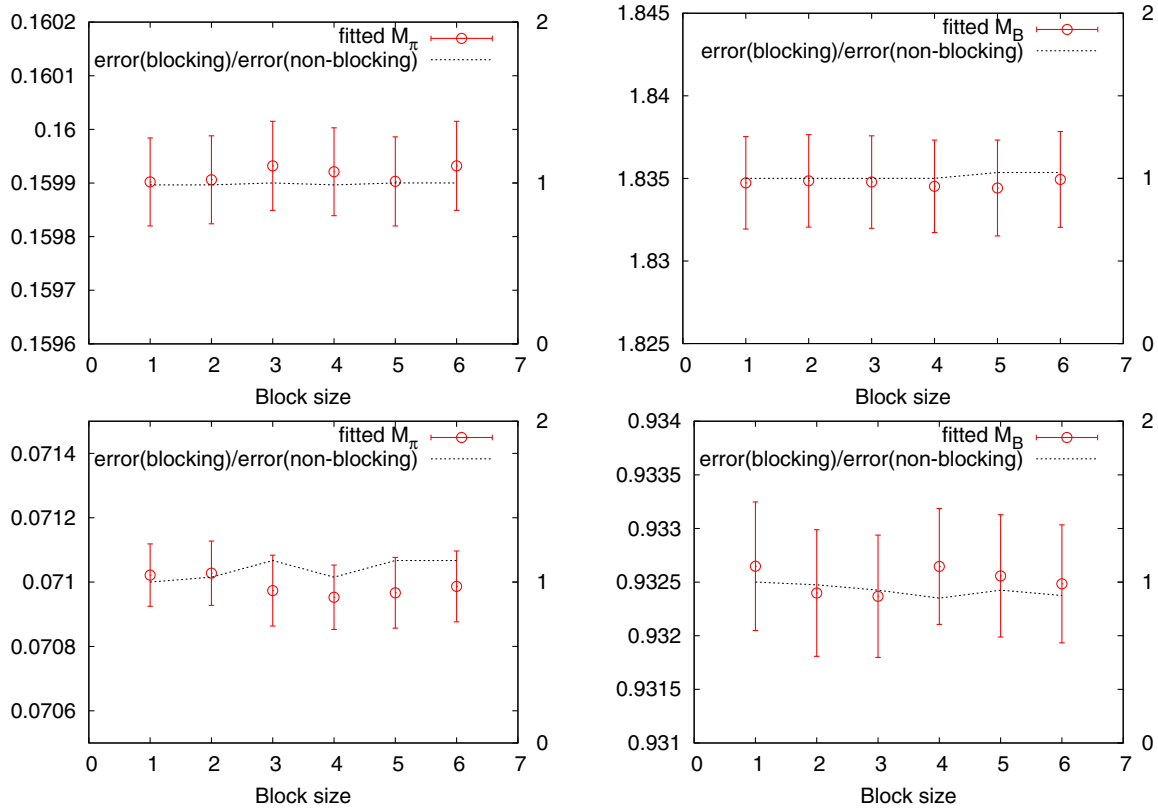 0.1602
0.1601
0.16
0.1599
0.1598
0.1597
0.1596
2
1
0
fitted M_π
error(blocking)/error(non-blocking)
0 1 2 3 4 5 6 7
Block size
1.845
1.84
1.835
1.83
1.825
2
1
0
fitted M_B
error(blocking)/error(non-blocking)
0 1 2 3 4 5 6 7
Block size
0.0714
0.0712
0.071
0.0708
0.0706
2
1
0
fitted M_π
error(blocking)/error(non-blocking)
0 1 2 3 4 5 6 7
Block size
0.934
0.9335
0.933
0.9325
0.932
0.9315
0.931
2
1
0
fitted M_B
error(blocking)/error(non-blocking)
0 1 2 3 4 5 6 7
Block size